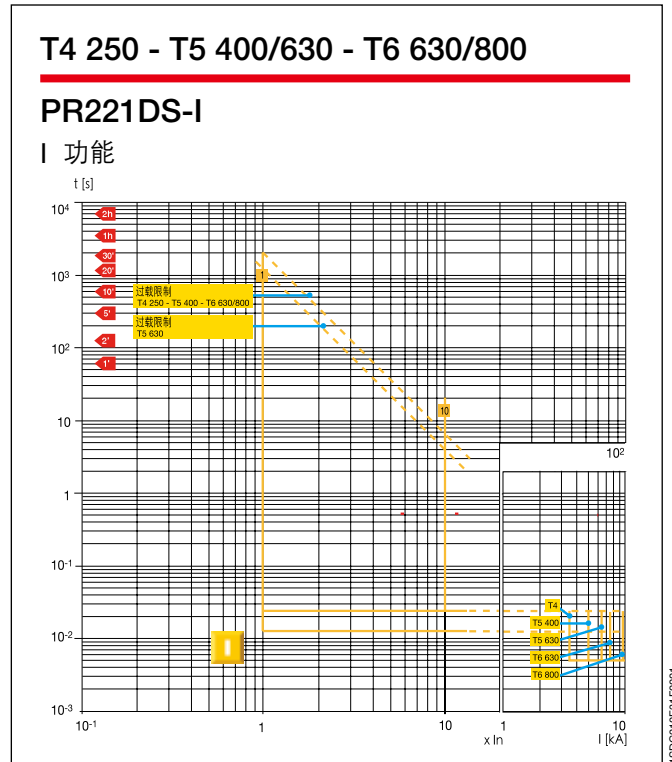 T4 250 - T5 400/630 - T6 630/800
PR221DS-I
I 功能
t [s]
10⁴
2h
1h
30'
20'
10³
1
10'
过载限制
T4 250 - T5 400 - T6 630/800
5'
过载限制
T5 630
2'
10²
1'
10
10
10²
1
10⁻¹
T4
T5 400
10⁻²
T5 630
I
T6 630
T6 800
10⁻³
10⁻¹
1
10
1
10
x In
I [kA]